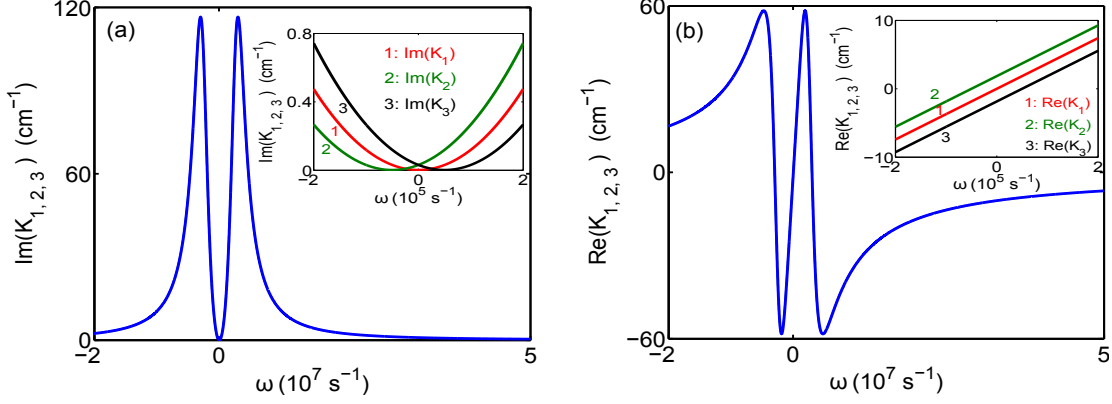 (a)
120
60
0
-2
0
5
Im(K1, 2, 3) (cm−1)
ω (10^7 s−1)
0.8
0.4
0
−2
0
2
Im(K1,2,3) (cm−1)
ω (10^5 s−1)
1: Im(K1)
2: Im(K2)
3: Im(K3)
3
1
2
(b)
60
0
−60
−2
0
5
Re(K1, 2, 3) (cm−1)
ω (10^7 s−1)
10
0
−10
−2
0
2
Re(K1,2,3) (cm−1)
ω (10^5 s−1)
2
1
3
1: Re(K1)
2: Re(K2)
3: Re(K3)